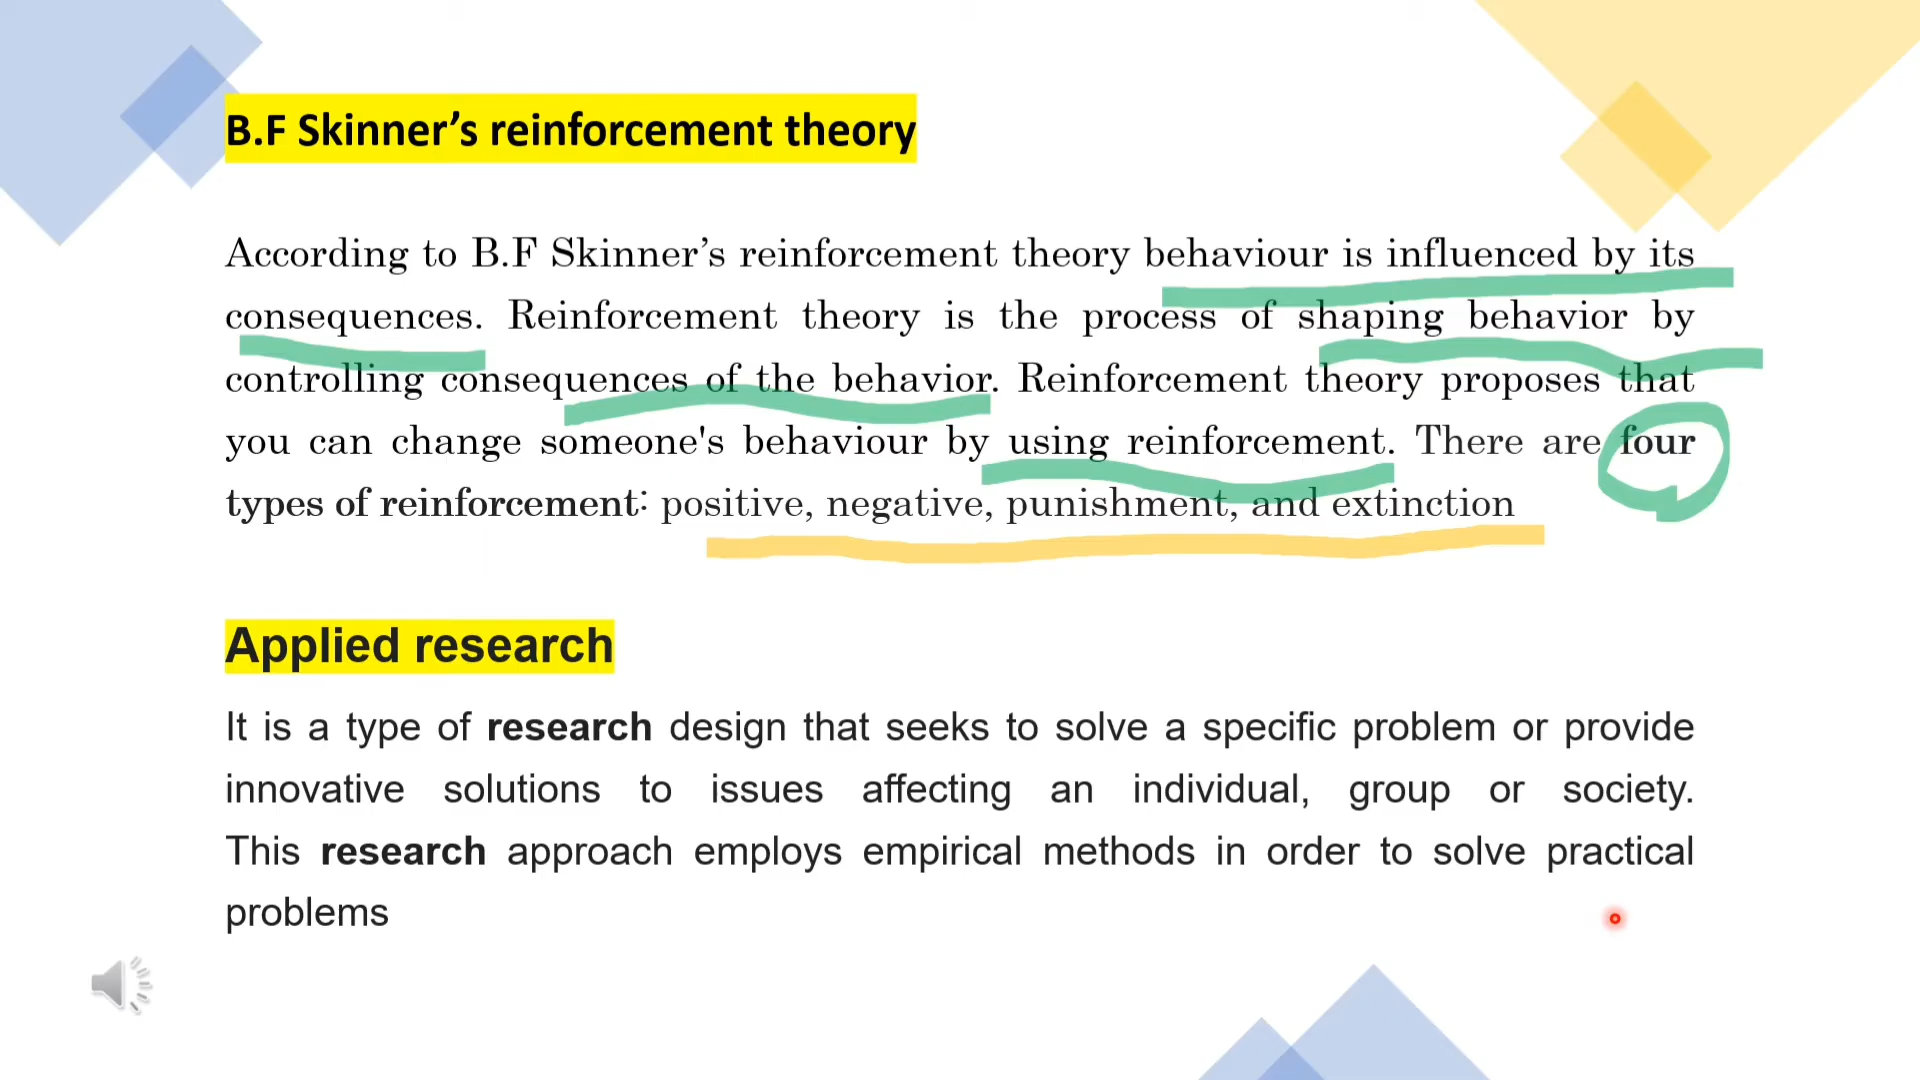 B.F Skinner’s reinforcement theory
According to B.F Skinner’s reinforcement theory behaviour is influenced by its
consequences. Reinforcement theory is the process of shaping behavior by
controlling consequences of the behavior. Reinforcement theory proposes that
you can change someone's behaviour by using reinforcement. There are four
types of reinforcement: positive, negative, punishment, and extinction
Applied research
It is a type of research design that seeks to solve a specific problem or provide
innovative solutions to issues affecting an individual, group or society.
This research approach employs empirical methods in order to solve practical
problems